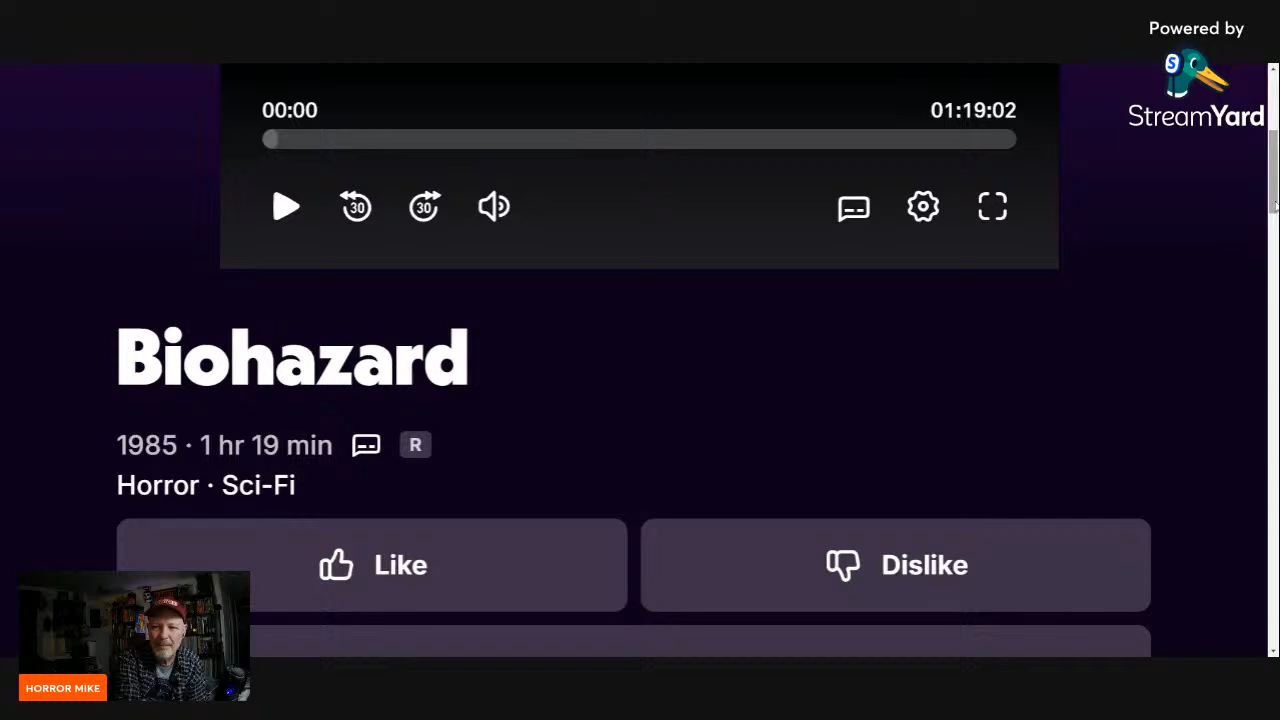 Powered by
StreamYard
00:00
01:19:02
30
30
Biohazard
1985 · 1 hr 19 min
R
Horror · Sci-Fi
Like
Dislike
HORROR MIKE